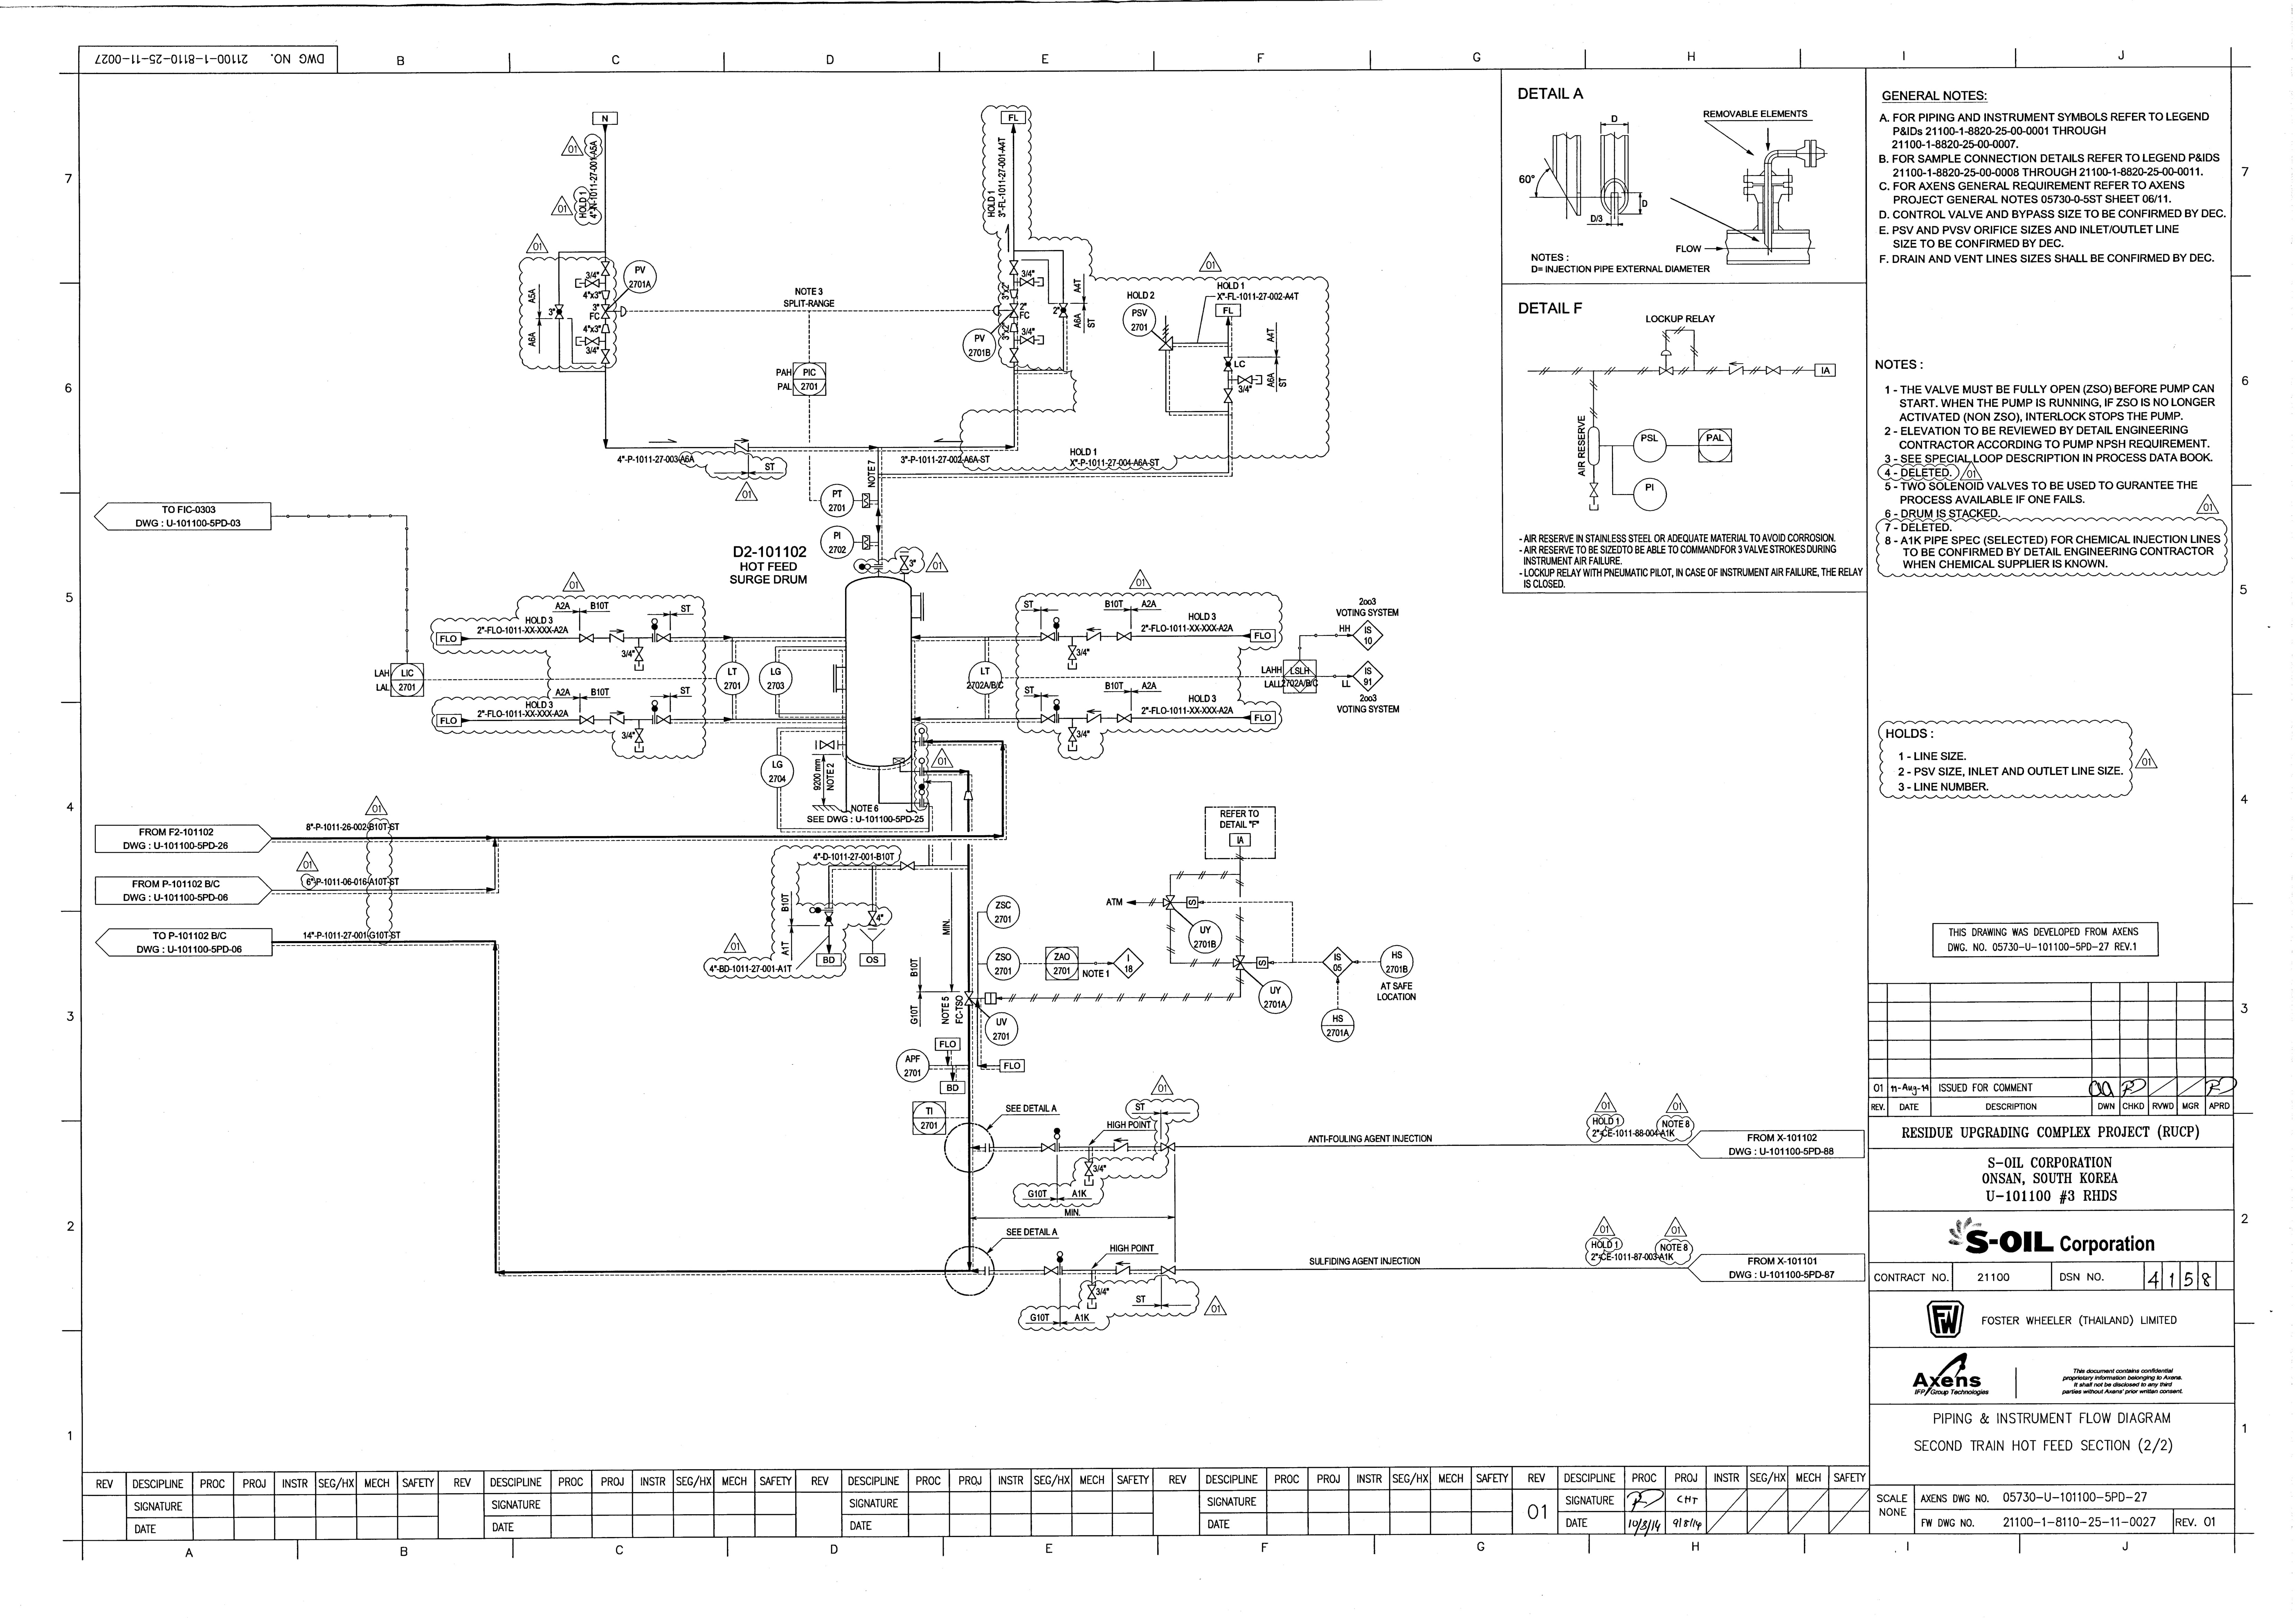 DWG NO. 21100-1-8110-25-11-0027
B
C
D
E
F
G
H
I
J
7
6
5
4
3
2
1
N
01
HOLD 1
4"-N-1011-27-001-A5A
01
01
3/4"
4"x3"
3"
FC
4"x3"
3/4"
3"
A5A
A6A
PV
2701A
NOTE 3
SPLIT-RANGE
PAH
PAL
PIC
2701
FL
HOLD 1
3"-FL-1011-27-001-A4T
3/4"
3"x2"
2"
FC
3"x2"
3/4"
2"
A4T
A6A
ST
PV
2701B
01
HOLD 2
PSV
2701
HOLD 1
X"-FL-1011-27-002-A4T
FL
LC
3/4"
A4T
A6A
ST
4"-P-1011-27-003-A6A
ST
01
3"-P-1011-27-002-A6A-ST
HOLD 1
X"-P-1011-27-004-A6A-ST
NOTE 7
PT
2701
PI
2702
3"
01
TO FIC-0303
DWG : U-101100-5PD-03
D2-101102
HOT FEED
SURGE DRUM
01
A2A
B10T
ST
HOLD 3
2"-FLO-1011-XX-XXX-A2A
FLO
3/4"
LAH
LAL
LIC
2701
LT
2701
LG
2703
A2A
B10T
ST
HOLD 3
2"-FLO-1011-XX-XXX-A2A
FLO
3/4"
01
ST
B10T
A2A
HOLD 3
2"-FLO-1011-XX-XXX-A2A
FLO
3/4"
LT
2702A/B/C
ST
B10T
A2A
HOLD 3
2"-FLO-1011-XX-XXX-A2A
FLO
3/4"
2oo3
VOTING SYSTEM
HH
IS
10
LAHH
LALL
LSLH
2702A/B/C
LL
IS
91
2oo3
VOTING SYSTEM
LG
2704
9200 mm
NOTE 2
NOTE 6
SEE DWG : U-101100-5PD-25
01
FROM F2-101102
DWG : U-101100-5PD-26
8"-P-1011-26-002-B10T-ST
01
FROM P-101102 B/C
DWG : U-101100-5PD-06
01
6"-P-1011-06-016-A10T-ST
TO P-101102 B/C
DWG : U-101100-5PD-06
14"-P-1011-27-001-G10T-ST
4"-D-1011-27-001-B10T
B10T
A1T
4"
BD
OS
01
4"-BD-1011-27-001-A1T
MIN.
B10T
G10T
NOTE 5
FC-TSO
ZSC
2701
ZSO
2701
ZAO
2701
NOTE 1
I
18
UV
2701
REFER TO
DETAIL "F"
IA
ATM
S
UY
2701B
S
UY
2701A
IS
05
HS
2701B
AT SAFE
LOCATION
HS
2701A
APF
2701
FLO
BD
FLO
TI
2701
SEE DETAIL A
01
ST
HIGH POINT
3/4"
G10T
A1K
MIN.
ANTI-FOULING AGENT INJECTION
01
HOLD 1
01
NOTE 8
2"-CE-1011-88-004-A1K
FROM X-101102
DWG : U-101100-5PD-88
SEE DETAIL A
HIGH POINT
3/4"
ST
G10T
A1K
01
SULFIDING AGENT INJECTION
01
HOLD 1
01
NOTE 8
2"-CE-1011-87-003-A1K
FROM X-101101
DWG : U-101100-5PD-87
DETAIL A
REMOVABLE ELEMENTS
D
60°
D
D/3
FLOW
NOTES :
D= INJECTION PIPE EXTERNAL DIAMETER
DETAIL F
LOCKUP RELAY
IA
AIR RESERVE
PSL
PAL
PI
- AIR RESERVE IN STAINLESS STEEL OR ADEQUATE MATERIAL TO AVOID CORROSION.
- AIR RESERVE TO BE SIZEDTO BE ABLE TO COMMAND FOR 3 VALVE STROKES DURING
INSTRUMENT AIR FAILURE.
- LOCKUP RELAY WITH PNEUMATIC PILOT, IN CASE OF INSTRUMENT AIR FAILURE, THE RELAY
IS CLOSED.
GENERAL NOTES:
A. FOR PIPING AND INSTRUMENT SYMBOLS REFER TO LEGEND
P&IDs 21100-1-8820-25-00-0001 THROUGH
21100-1-8820-25-00-0007.
B. FOR SAMPLE CONNECTION DETAILS REFER TO LEGEND P&IDS
21100-1-8820-25-00-0008 THROUGH 21100-1-8820-25-00-0011.
C. FOR AXENS GENERAL REQUIREMENT REFER TO AXENS
PROJECT GENERAL NOTES 05730-0-5ST SHEET 06/11.
D. CONTROL VALVE AND BYPASS SIZE TO BE CONFIRMED BY DEC.
E. PSV AND PVSV ORIFICE SIZES AND INLET/OUTLET LINE
SIZE TO BE CONFIRMED BY DEC.
F. DRAIN AND VENT LINES SIZES SHALL BE CONFIRMED BY DEC.
NOTES :
1 - THE VALVE MUST BE FULLY OPEN (ZSO) BEFORE PUMP CAN
START. WHEN THE PUMP IS RUNNING, IF ZSO IS NO LONGER
ACTIVATED (NON ZSO), INTERLOCK STOPS THE PUMP.
2 - ELEVATION TO BE REVIEWED BY DETAIL ENGINEERING
CONTRACTOR ACCORDING TO PUMP NPSH REQUIREMENT.
3 - SEE SPECIAL LOOP DESCRIPTION IN PROCESS DATA BOOK.
4 - DELETED. 01
5 - TWO SOLENOID VALVES TO BE USED TO GURANTEE THE
PROCESS AVAILABLE IF ONE FAILS.
6 - DRUM IS STACKED.
01
7 - DELETED.
8 - A1K PIPE SPEC (SELECTED) FOR CHEMICAL INJECTION LINES
TO BE CONFIRMED BY DETAIL ENGINEERING CONTRACTOR
WHEN CHEMICAL SUPPLIER IS KNOWN.
HOLDS :
1 - LINE SIZE.
2 - PSV SIZE, INLET AND OUTLET LINE SIZE.
3 - LINE NUMBER.
01
THIS DRAWING WAS DEVELOPED FROM AXENS
DWG. NO. 05730-U-101100-5PD-27 REV.1
01 11-Aug-14 ISSUED FOR COMMENT
REV. DATE DESCRIPTION DWN CHKD RVWD MGR APRD
RESIDUE UPGRADING COMPLEX PROJECT (RUCP)
S-OIL CORPORATION
ONSAN, SOUTH KOREA
U-101100 #3 RHDS
S-OIL Corporation
CONTRACT NO. 21100 DSN NO. 4158
FW FOSTER WHEELER (THAILAND) LIMITED
Axens
IFP Group Technologies
This document contains confidential
proprietary information belonging to Axens.
It shall not be disclosed to any third
parties without Axens' prior written consent.
PIPING & INSTRUMENT FLOW DIAGRAM
SECOND TRAIN HOT FEED SECTION (2/2)
SCALE
NONE
AXENS DWG NO. 05730-U-101100-5PD-27
FW DWG NO. 21100-1-8110-25-11-0027 REV. 01
REV DESCIPLINE PROC PROJ INSTR SEG/HX MECH SAFETY REV DESCIPLINE PROC PROJ INSTR SEG/HX MECH SAFETY REV DESCIPLINE PROC PROJ INSTR SEG/HX MECH SAFETY REV DESCIPLINE PROC PROJ INSTR SEG/HX MECH SAFETY REV DESCIPLINE PROC PROJ INSTR SEG/HX MECH SAFETY
SIGNATURE SIGNATURE SIGNATURE SIGNATURE 01 SIGNATURE CHT
DATE DATE DATE DATE DATE 10/8/14 9/8/14
A
B
C
D
E
F
G
H
I
J
7
6
5
4
3
2
1